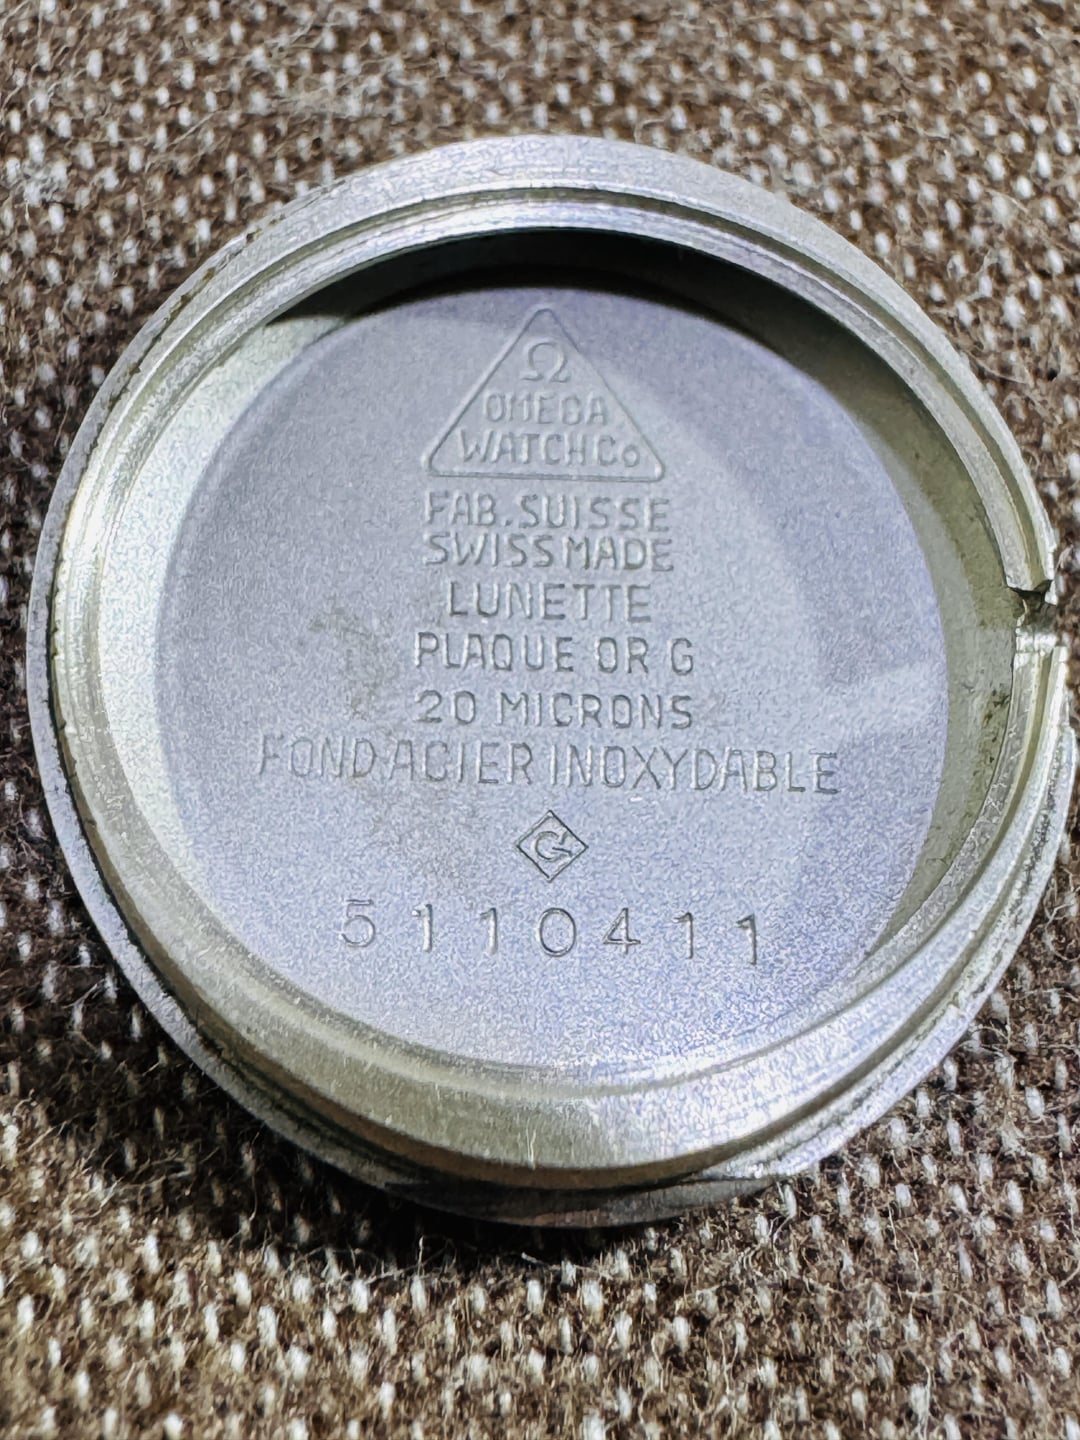 Ω
OMEGA
WATCH Co
FAB. SUISSE
SWISS MADE
LUNETTE
PLAQUE OR G
20 MICRONS
FOND ACIER INOXYDABLE
G
5110411